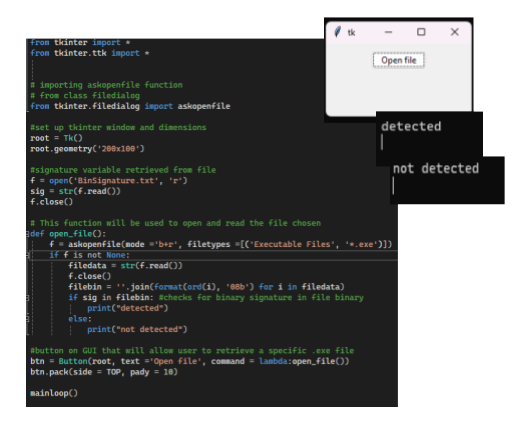 from tkinter import *
from tkinter.ttk import *
# importing askopenfile function
# from class filedialog
from tkinter.filedialog import askopenfile
#set up tkinter window and dimensions
root = Tk()
root.geometry('200x100')
#signature variable retrieved from file
f = open('BinSignature.txt', 'r')
sig = str(f.read())
f.close()
# This function will be used to open and read the file chosen
def open_file():
f = askopenfile(mode ='b+r', filetypes =[('Executable Files', '*.exe')])
if f is not None:
filedata = str(f.read())
f.close()
filebin = ''.join(format(ord(i), '08b') for i in filedata)
if sig in filebin: #checks for binary signature in file binary
print("detected")
else:
print("not detected")
#button on GUI that will allow user to retrieve a specific .exe file
btn = Button(root, text ='Open file', command = lambda:open_file())
btn.pack(side = TOP, pady = 10)
mainloop()
tk
Open file
detected
not detected